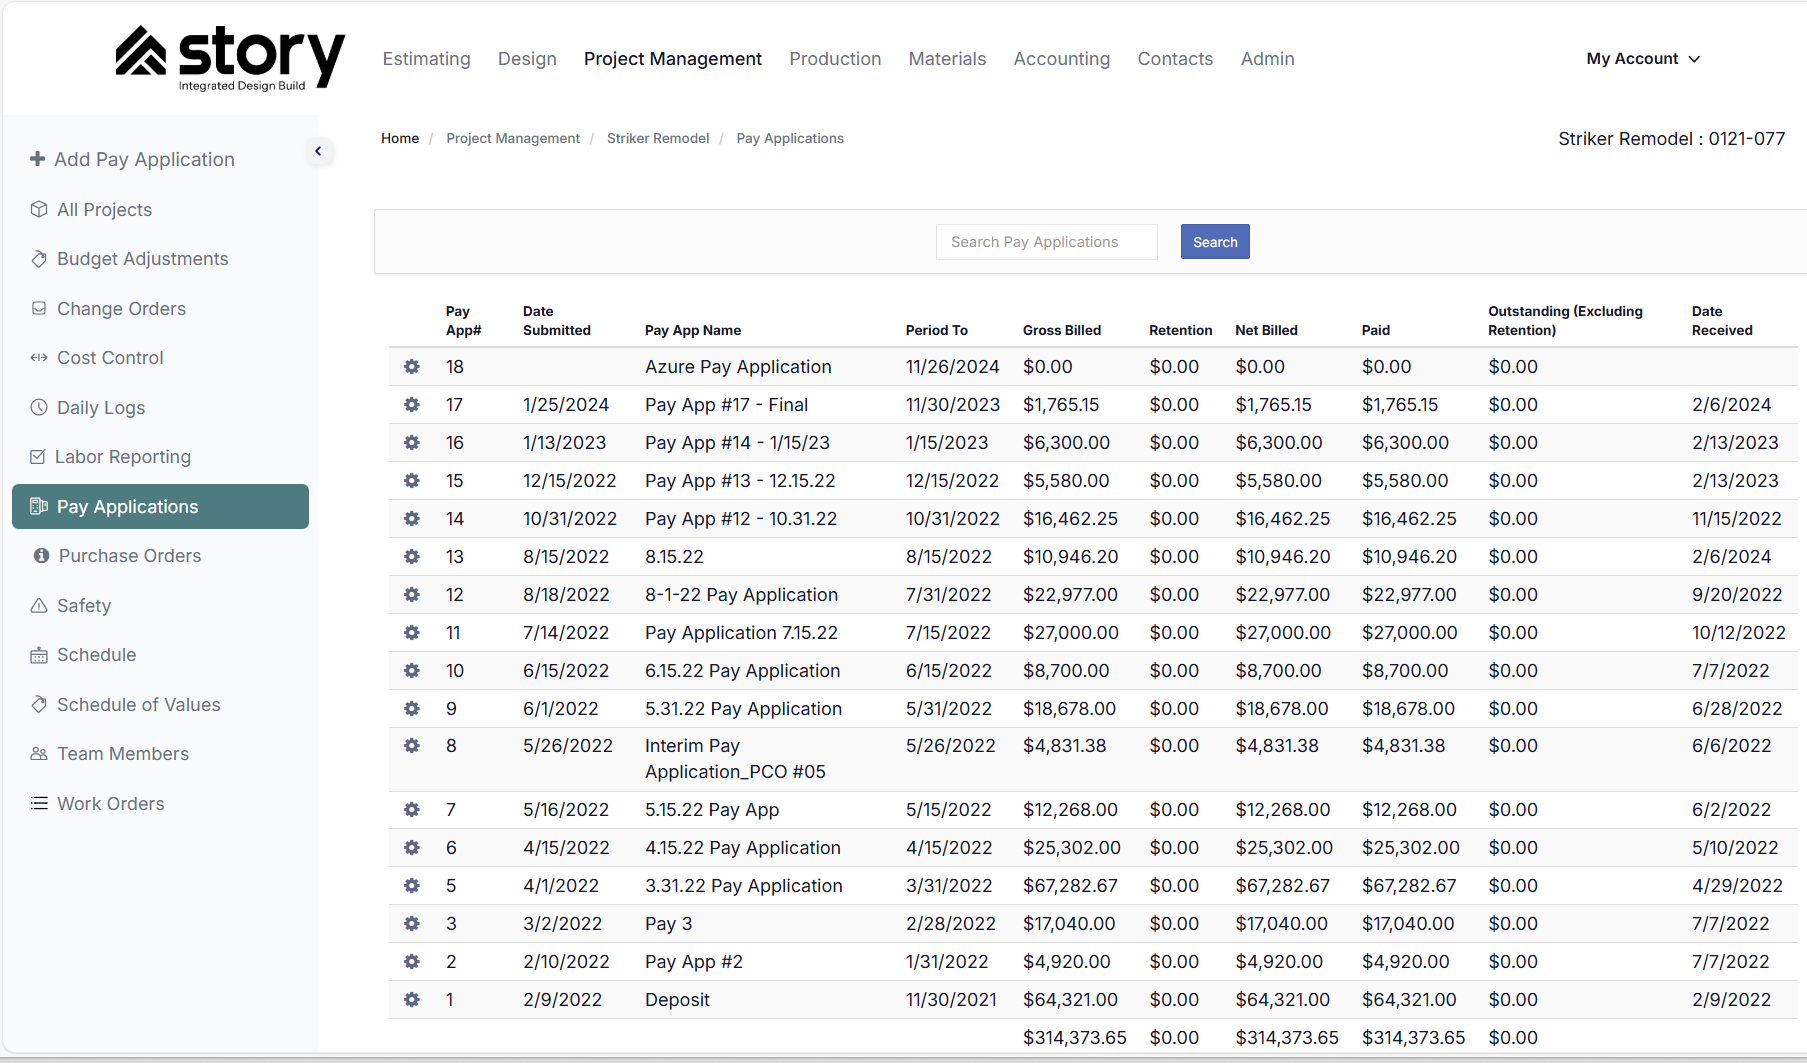 story
Integrated Design Build
Estimating Design Project Management Production Materials Accounting Contacts Admin
My Account
Add Pay Application
All Projects
Budget Adjustments
Change Orders
Cost Control
Daily Logs
Labor Reporting
Pay Applications
Purchase Orders
Safety
Schedule
Schedule of Values
Team Members
Work Orders
Home / Project Management / Striker Remodel / Pay Applications
Striker Remodel : 0121-077
Search Pay Applications Search
Pay App# Date Submitted Pay App Name Period To Gross Billed Retention Net Billed Paid Outstanding (Excluding Retention) Date Received
18 Azure Pay Application 11/26/2024 $0.00 $0.00 $0.00 $0.00 $0.00
17 1/25/2024 Pay App #17 - Final 11/30/2023 $1,765.15 $0.00 $1,765.15 $1,765.15 $0.00 2/6/2024
16 1/13/2023 Pay App #14 - 1/15/23 1/15/2023 $6,300.00 $0.00 $6,300.00 $6,300.00 $0.00 2/13/2023
15 12/15/2022 Pay App #13 - 12.15.22 12/15/2022 $5,580.00 $0.00 $5,580.00 $5,580.00 $0.00 2/13/2023
14 10/31/2022 Pay App #12 - 10.31.22 10/31/2022 $16,462.25 $0.00 $16,462.25 $16,462.25 $0.00 11/15/2022
13 8/15/2022 8.15.22 8/15/2022 $10,946.20 $0.00 $10,946.20 $10,946.20 $0.00 2/6/2024
12 8/18/2022 8-1-22 Pay Application 7/31/2022 $22,977.00 $0.00 $22,977.00 $22,977.00 $0.00 9/20/2022
11 7/14/2022 Pay Application 7.15.22 7/15/2022 $27,000.00 $0.00 $27,000.00 $27,000.00 $0.00 10/12/2022
10 6/15/2022 6.15.22 Pay Application 6/15/2022 $8,700.00 $0.00 $8,700.00 $8,700.00 $0.00 7/7/2022
9 6/1/2022 5.31.22 Pay Application 5/31/2022 $18,678.00 $0.00 $18,678.00 $18,678.00 $0.00 6/28/2022
8 5/26/2022 Interim Pay Application_PCO #05 5/26/2022 $4,831.38 $0.00 $4,831.38 $4,831.38 $0.00 6/6/2022
7 5/16/2022 5.15.22 Pay App 5/15/2022 $12,268.00 $0.00 $12,268.00 $12,268.00 $0.00 6/2/2022
6 4/15/2022 4.15.22 Pay Application 4/15/2022 $25,302.00 $0.00 $25,302.00 $25,302.00 $0.00 5/10/2022
5 4/1/2022 3.31.22 Pay Application 3/31/2022 $67,282.67 $0.00 $67,282.67 $67,282.67 $0.00 4/29/2022
3 3/2/2022 Pay 3 2/28/2022 $17,040.00 $0.00 $17,040.00 $17,040.00 $0.00 7/7/2022
2 2/10/2022 Pay App #2 1/31/2022 $4,920.00 $0.00 $4,920.00 $4,920.00 $0.00 7/7/2022
1 2/9/2022 Deposit 11/30/2021 $64,321.00 $0.00 $64,321.00 $64,321.00 $0.00 2/9/2022
$314,373.65 $0.00 $314,373.65 $314,373.65 $0.00